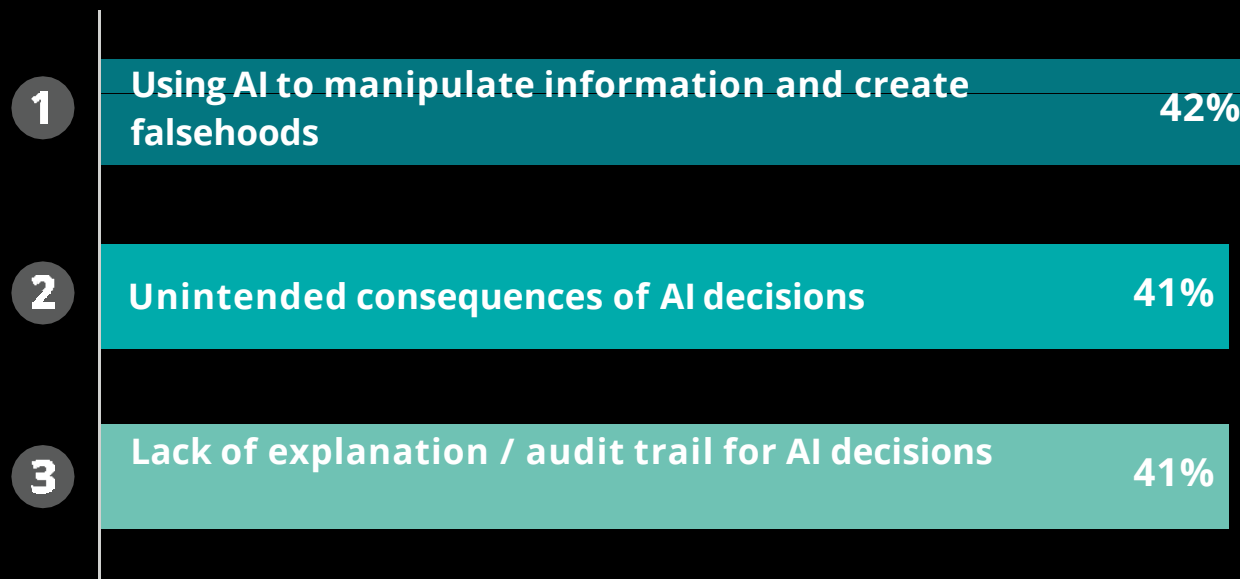 1
Using AI to manipulate information and create
falsehoods
42%
2
Unintended consequences of AI decisions
41%
3
Lack of explanation / audit trail for AI decisions
41%